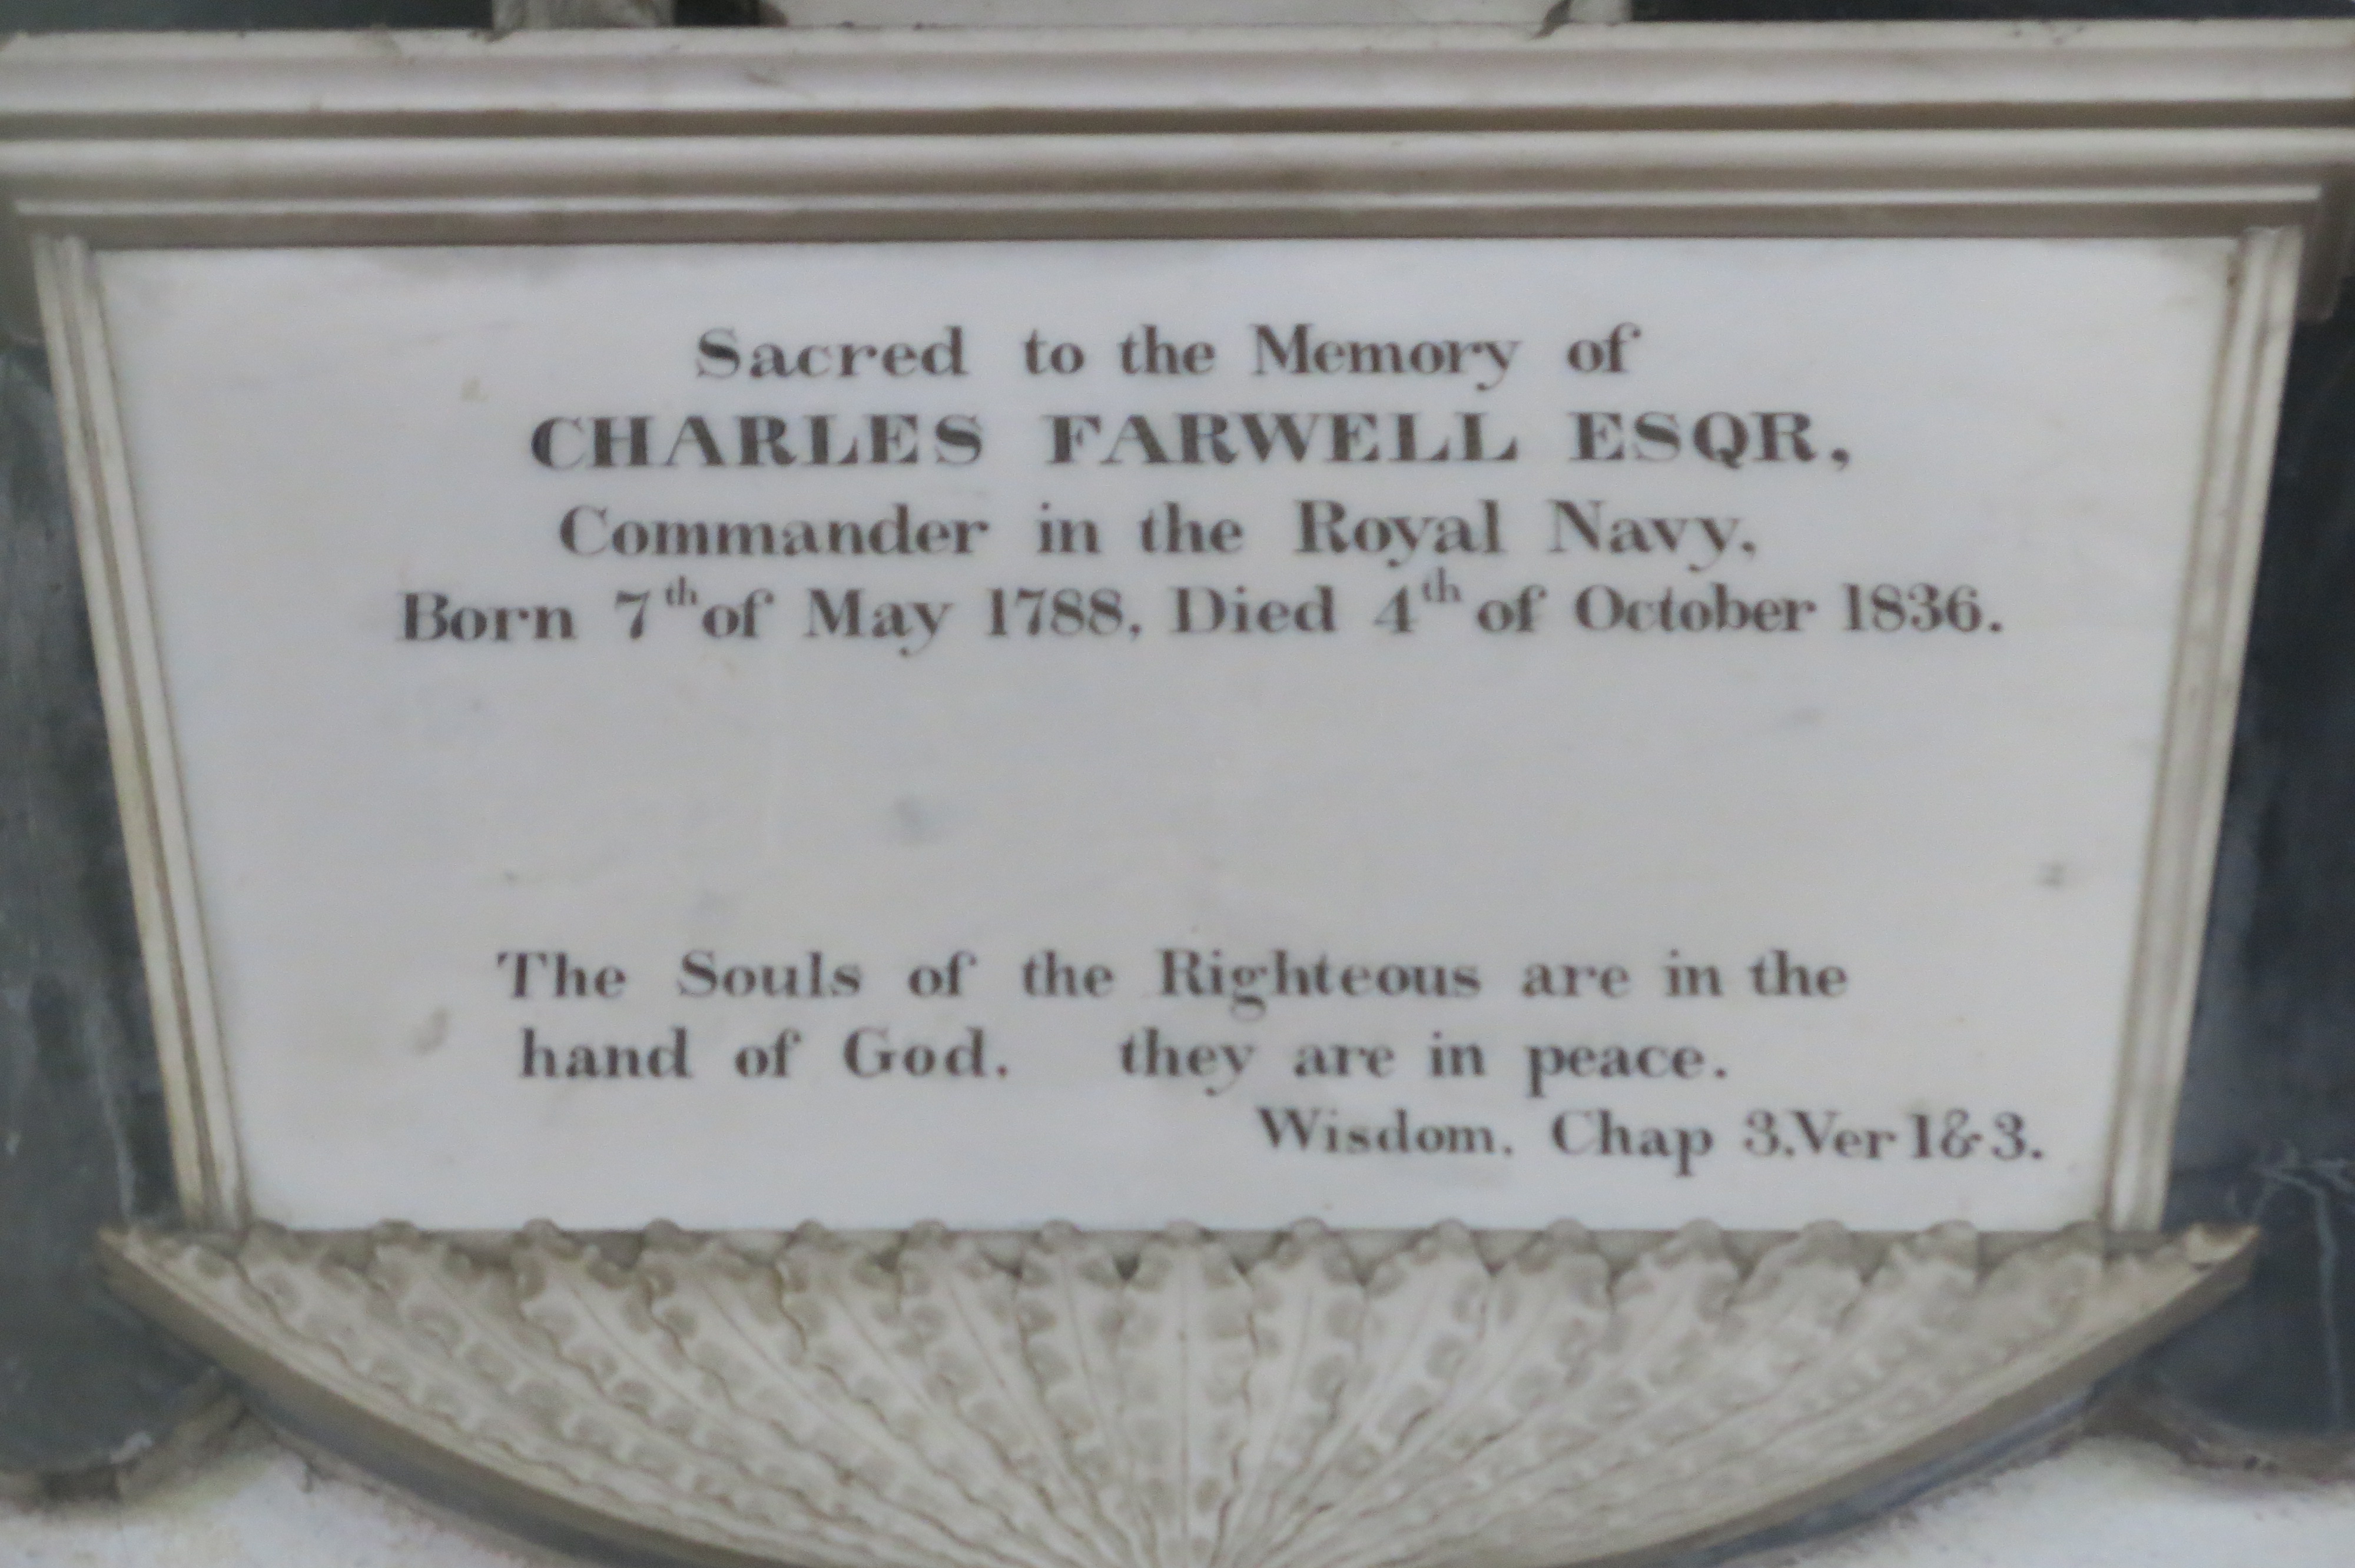 Sacred to the Memory of
CHARLES FARWELL ESQR,
Commander in the Royal Navy,
Born 7th of May 1788, Died 4th of October 1836.
The Souls of the Righteous are in the
hand of God. they are in peace.
Wisdom. Chap 3.Ver 1&3.